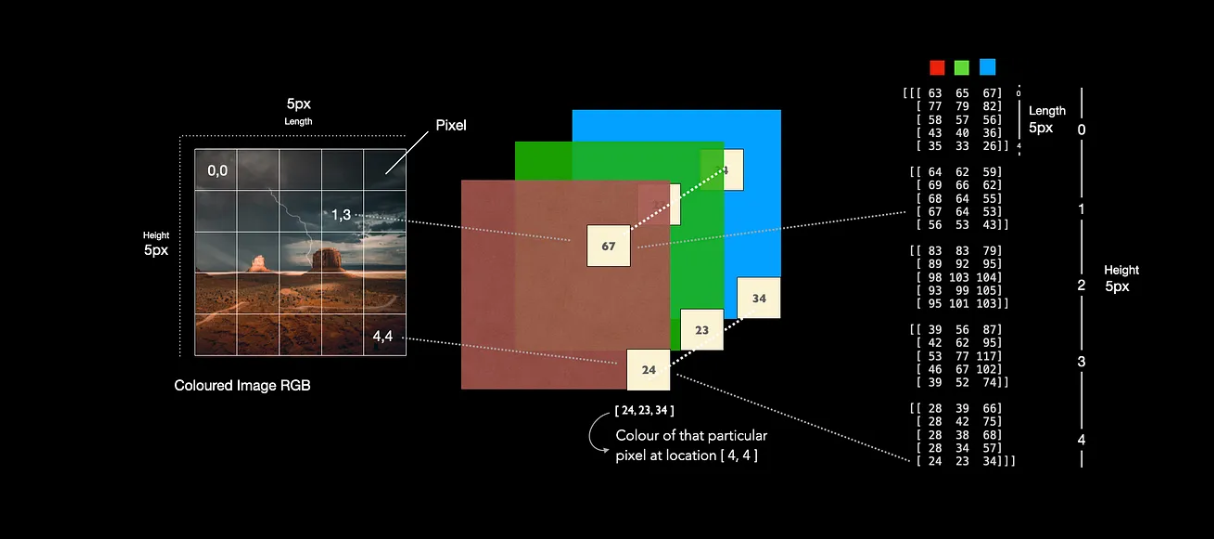 5px
Length
Pixel
0,0
1,3
Height
5px
4,4
Coloured Image RGB
67
34
23
24
[ 24, 23, 34 ]
Colour of that particular
pixel at location [ 4, 4 ]
[[[ 63 65 67]
[ 77 79 82]
[ 58 57 56]
[ 43 40 36]
[ 35 33 26]]
0
4
Length
5px
0
[[ 64 62 59]
[ 69 66 62]
[ 68 64 55]
[ 67 64 53]
[ 56 53 43]]
1
[[ 83 83 79]
[ 89 92 95]
[ 98 103 104]
[ 93 99 105]
[ 95 101 103]]
2
Height
5px
[[ 39 56 87]
[ 42 62 95]
[ 53 77 117]
[ 46 67 102]
[ 39 52 74]]
3
[[ 28 39 66]
[ 28 42 75]
[ 28 38 68]
[ 28 34 57]
[ 24 23 34]]]
4